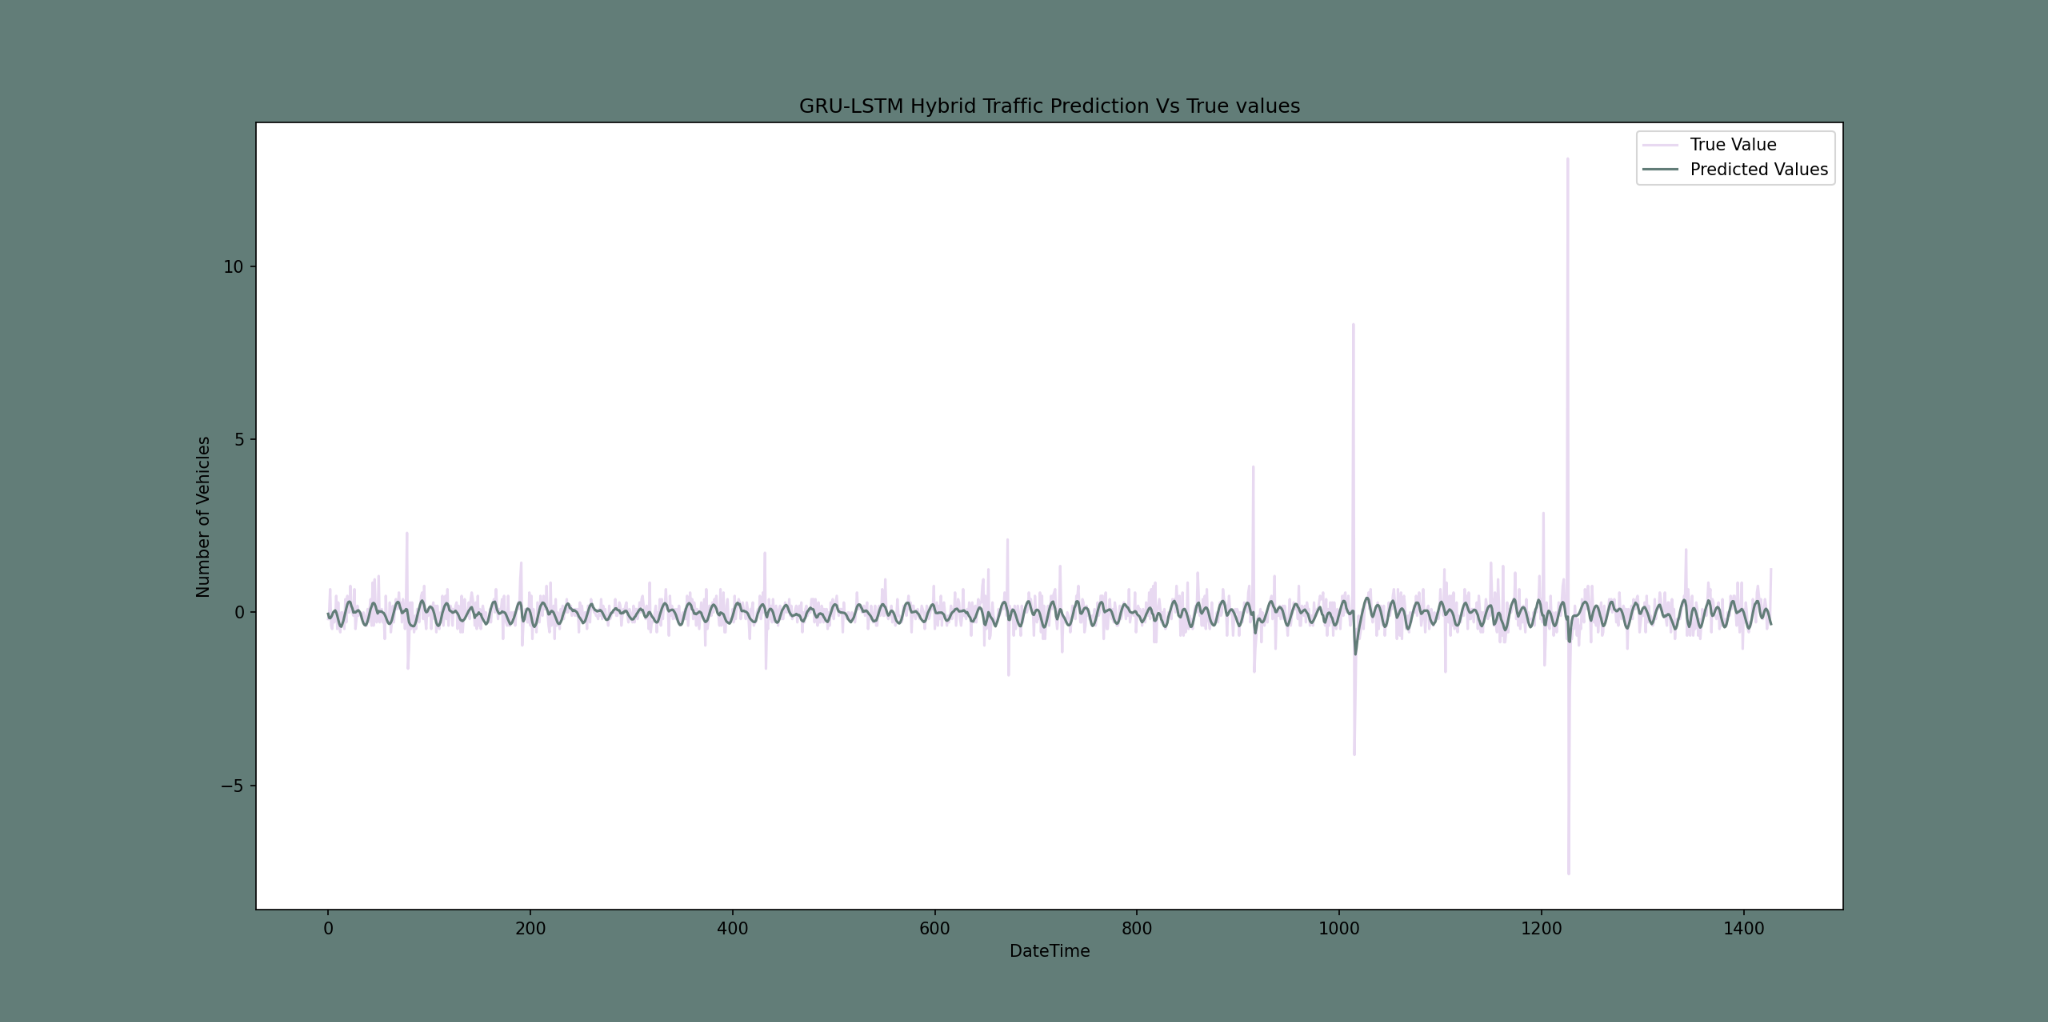 GRU-LSTM Hybrid Traffic Prediction Vs True values
True Value
Predicted Values
Number of Vehicles
10
5
0
−5
0 200 400 600 800 1000 1200 1400
DateTime